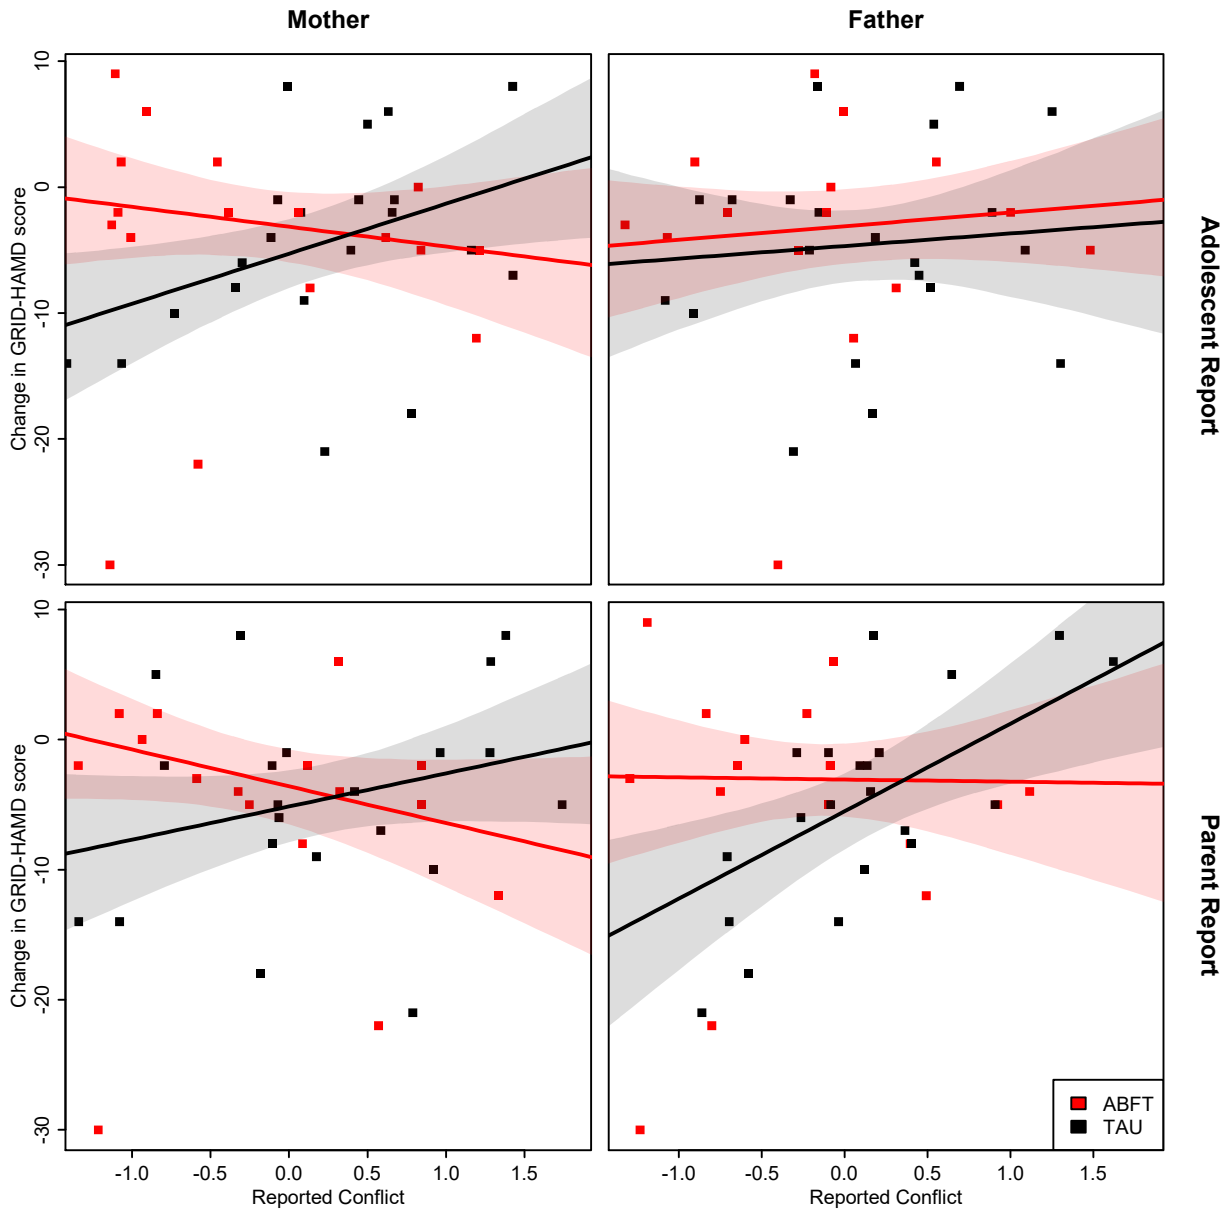 Mother Father
10
0
-10
-20
-30
Change in GRID-HAMD score
Adolescent Report
10
0
-10
-20
-30
Change in GRID-HAMD score
Parent Report
ABFT
TAU
-1.0 -0.5 0.0 0.5 1.0 1.5 -1.0 -0.5 0.0 0.5 1.0 1.5
Reported Conflict Reported Conflict